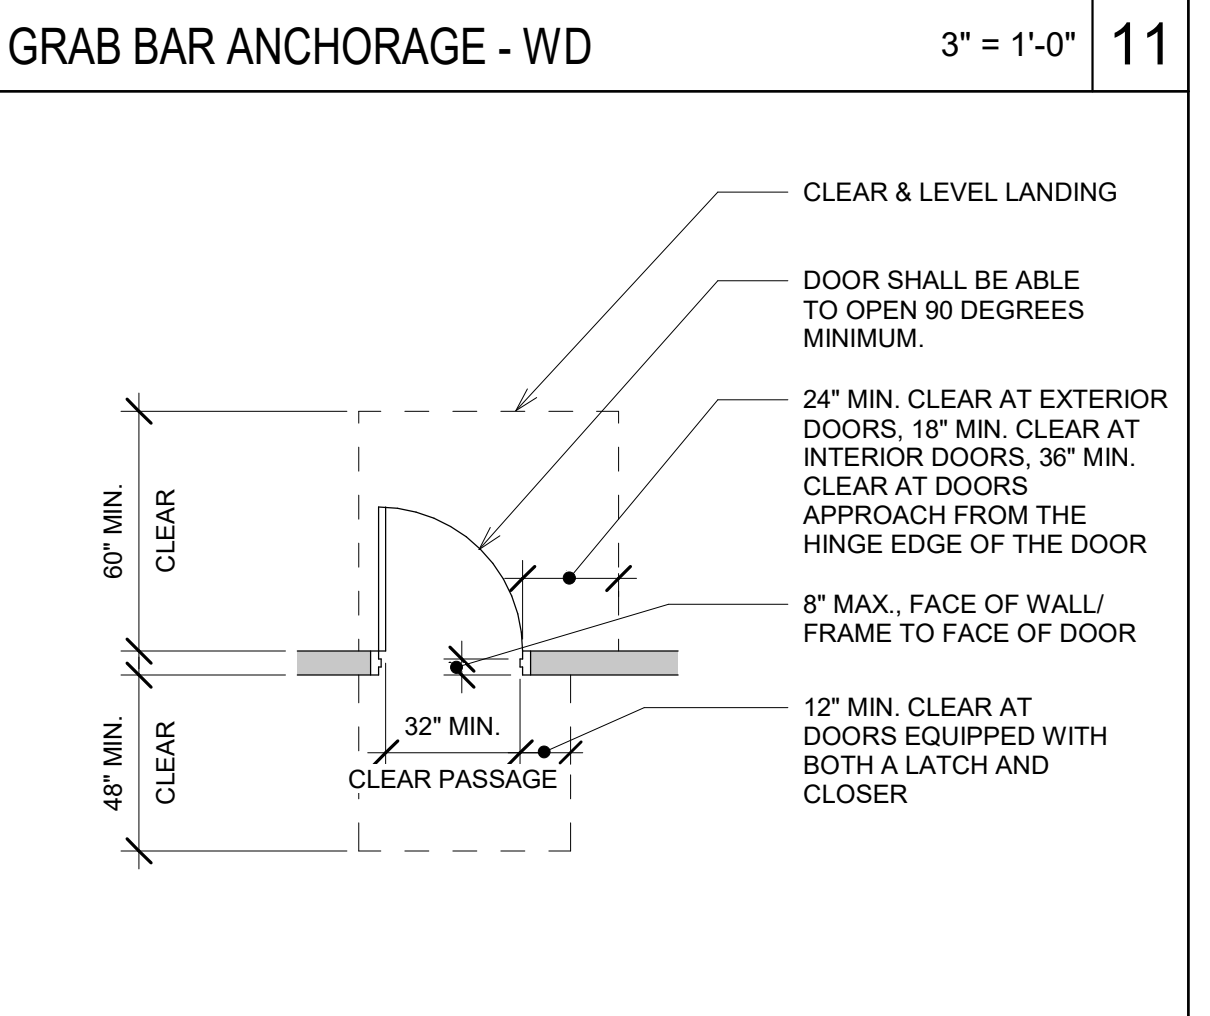 GRAB BAR ANCHORAGE - WD
3" = 1'-0"
11
CLEAR & LEVEL LANDING
DOOR SHALL BE ABLE
TO OPEN 90 DEGREES
MINIMUM.
24" MIN. CLEAR AT EXTERIOR
DOORS, 18" MIN. CLEAR AT
INTERIOR DOORS, 36" MIN.
CLEAR AT DOORS
APPROACH FROM THE
HINGE EDGE OF THE DOOR
60" MIN.
CLEAR
8" MAX., FACE OF WALL/
FRAME TO FACE OF DOOR
48" MIN.
CLEAR
32" MIN.
CLEAR PASSAGE
12" MIN. CLEAR AT
DOORS EQUIPPED WITH
BOTH A LATCH AND
CLOSER